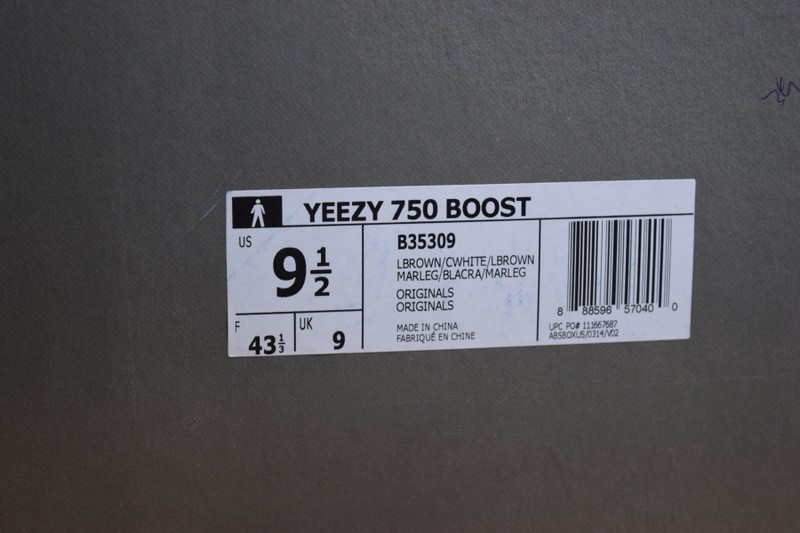 YEEZY 750 BOOST
US
9 1/2
F
43 1/3
UK
9
B35309
LBROWN/CWHITE/LBROWN
MARLEG/BLACRA/MARLEG
ORIGINALS
ORIGINALS
MADE IN CHINA
FABRIQUÉ EN CHINE
8 88596 57040 0
UPC PO# 111667687
ABSBOXUS/0314/V02